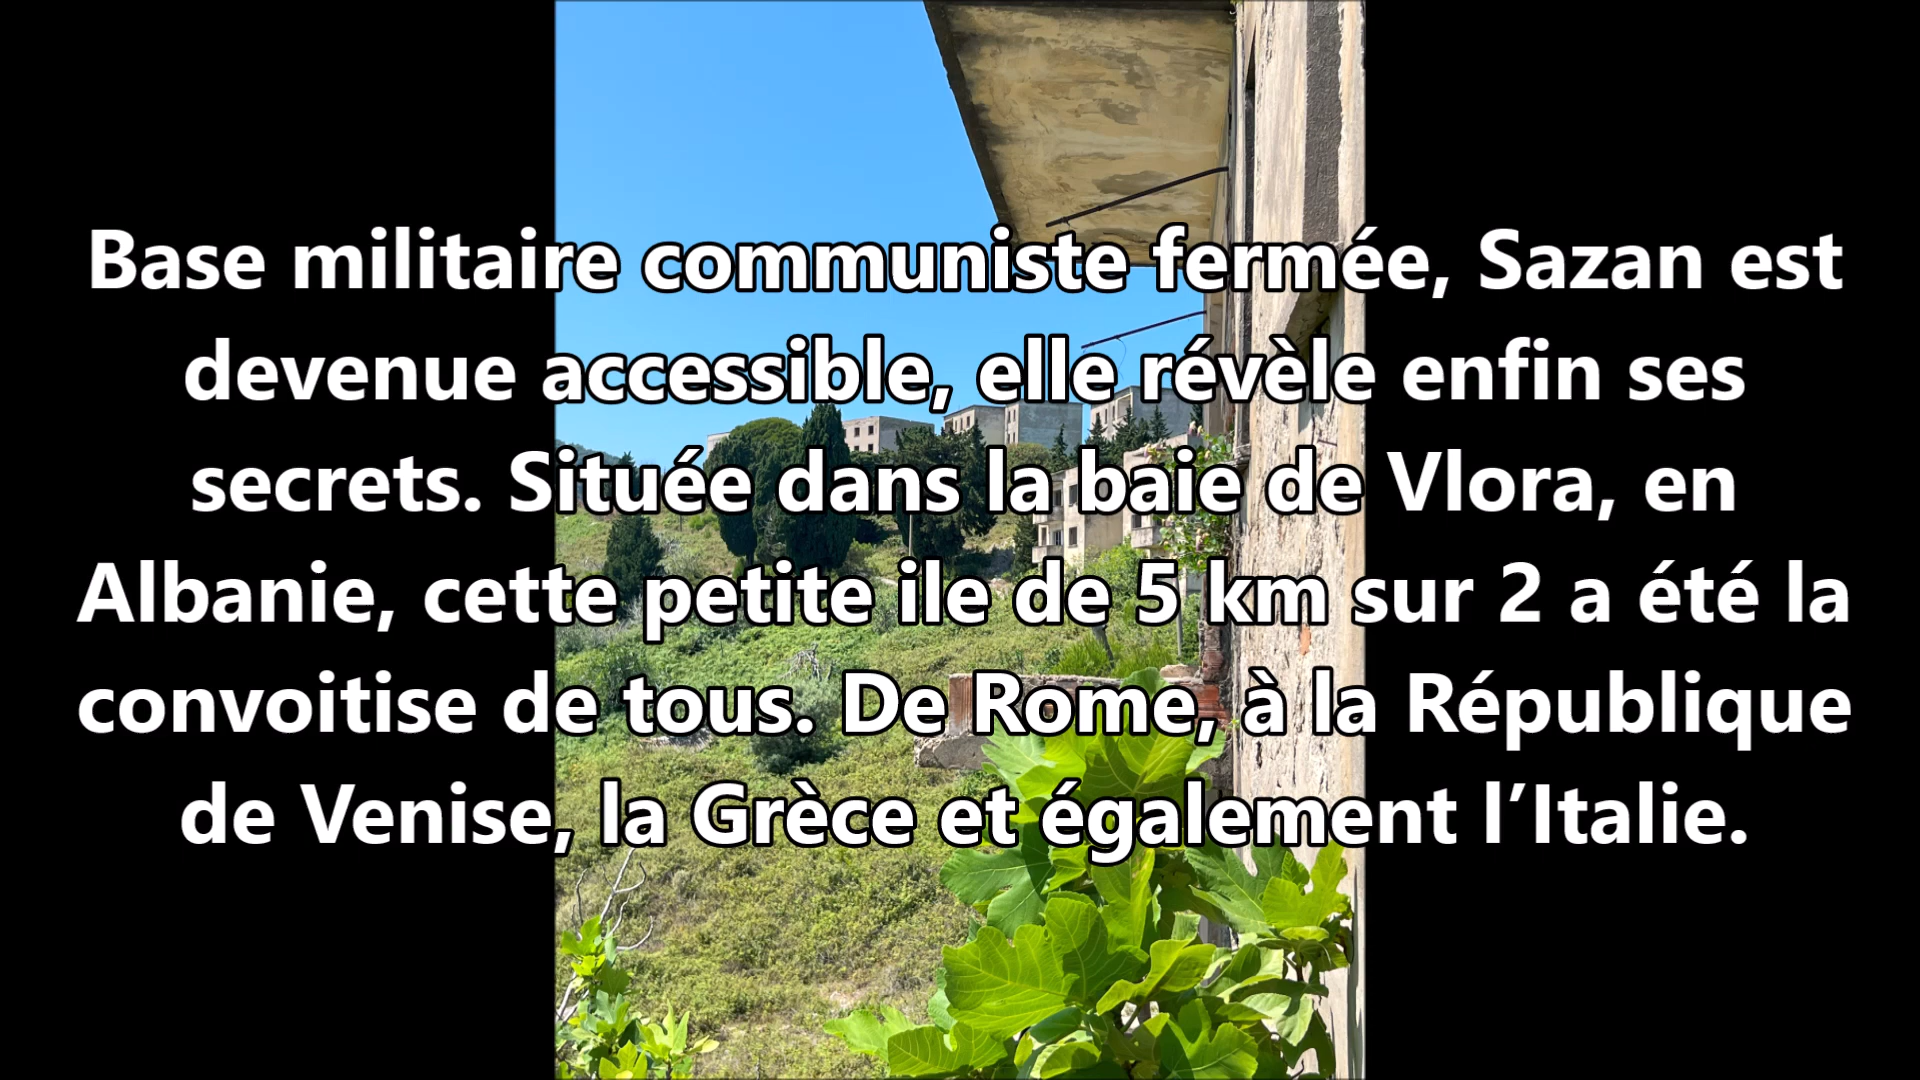 Base militaire communiste fermée, Sazan est
devenue accessible, elle révèle enfin ses
secrets. Située dans la baie de Vlora, en
Albanie, cette petite ile de 5 km sur 2 a été la
convoitise de tous. De Rome, à la République
de Venise, la Grèce et également l’Italie.